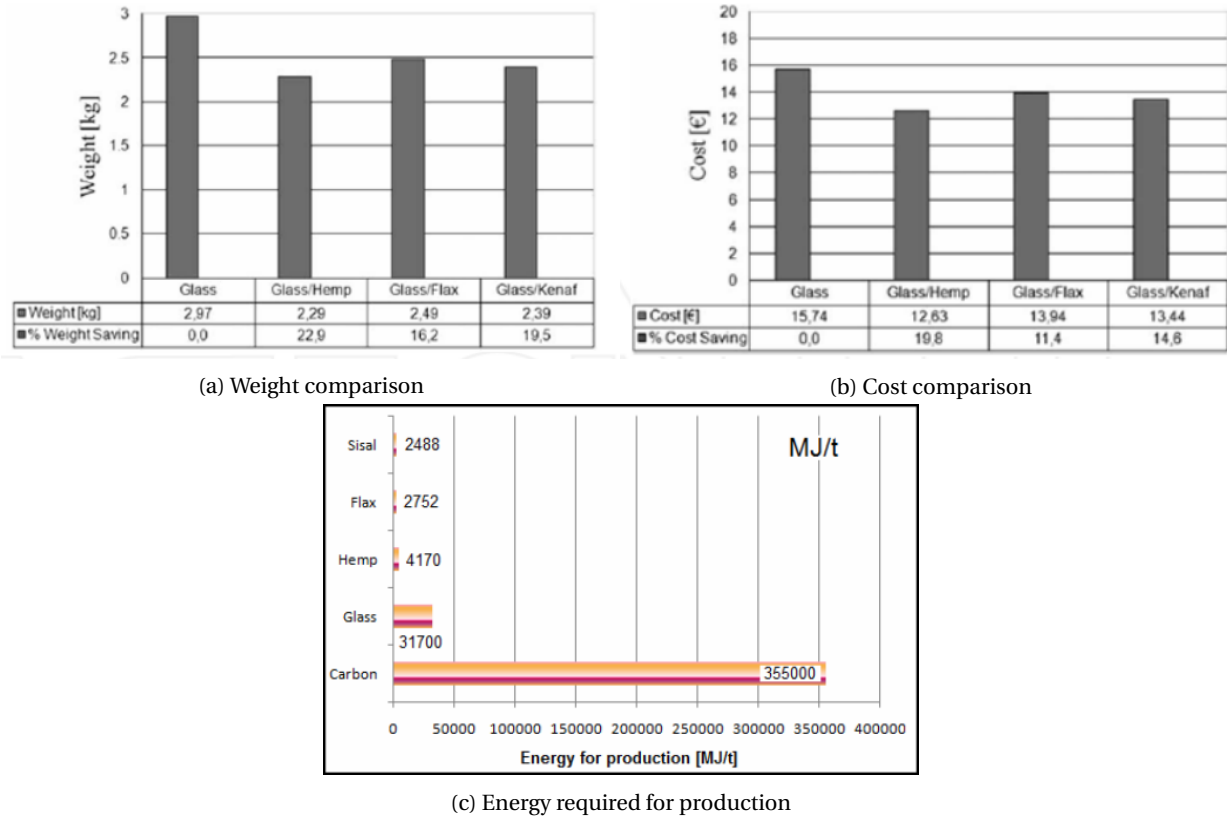 3
2.5
2
1.5
1
0.5
0
Weight [kg]
Glass Glass/Hemp Glass/Flax Glass/Kenaf
Weight [kg] 2,97 2,29 2,49 2,39
% Weight Saving 0,0 22,9 16,2 19,5
(a) Weight comparison
20
18
16
14
12
10
8
6
4
2
0
Cost [€]
Glass Glass/Hemp Glass/Flax Glass/Kenaf
Cost [€] 15,74 12,63 13,94 13,44
% Cost Saving 0,0 19,8 11,4 14,6
(b) Cost comparison
MJ/t
Sisal 2488
Flax 2752
Hemp 4170
Glass 31700
Carbon 355000
0 50000 100000 150000 200000 250000 300000 350000 400000
Energy for production [MJ/t]
(c) Energy required for production